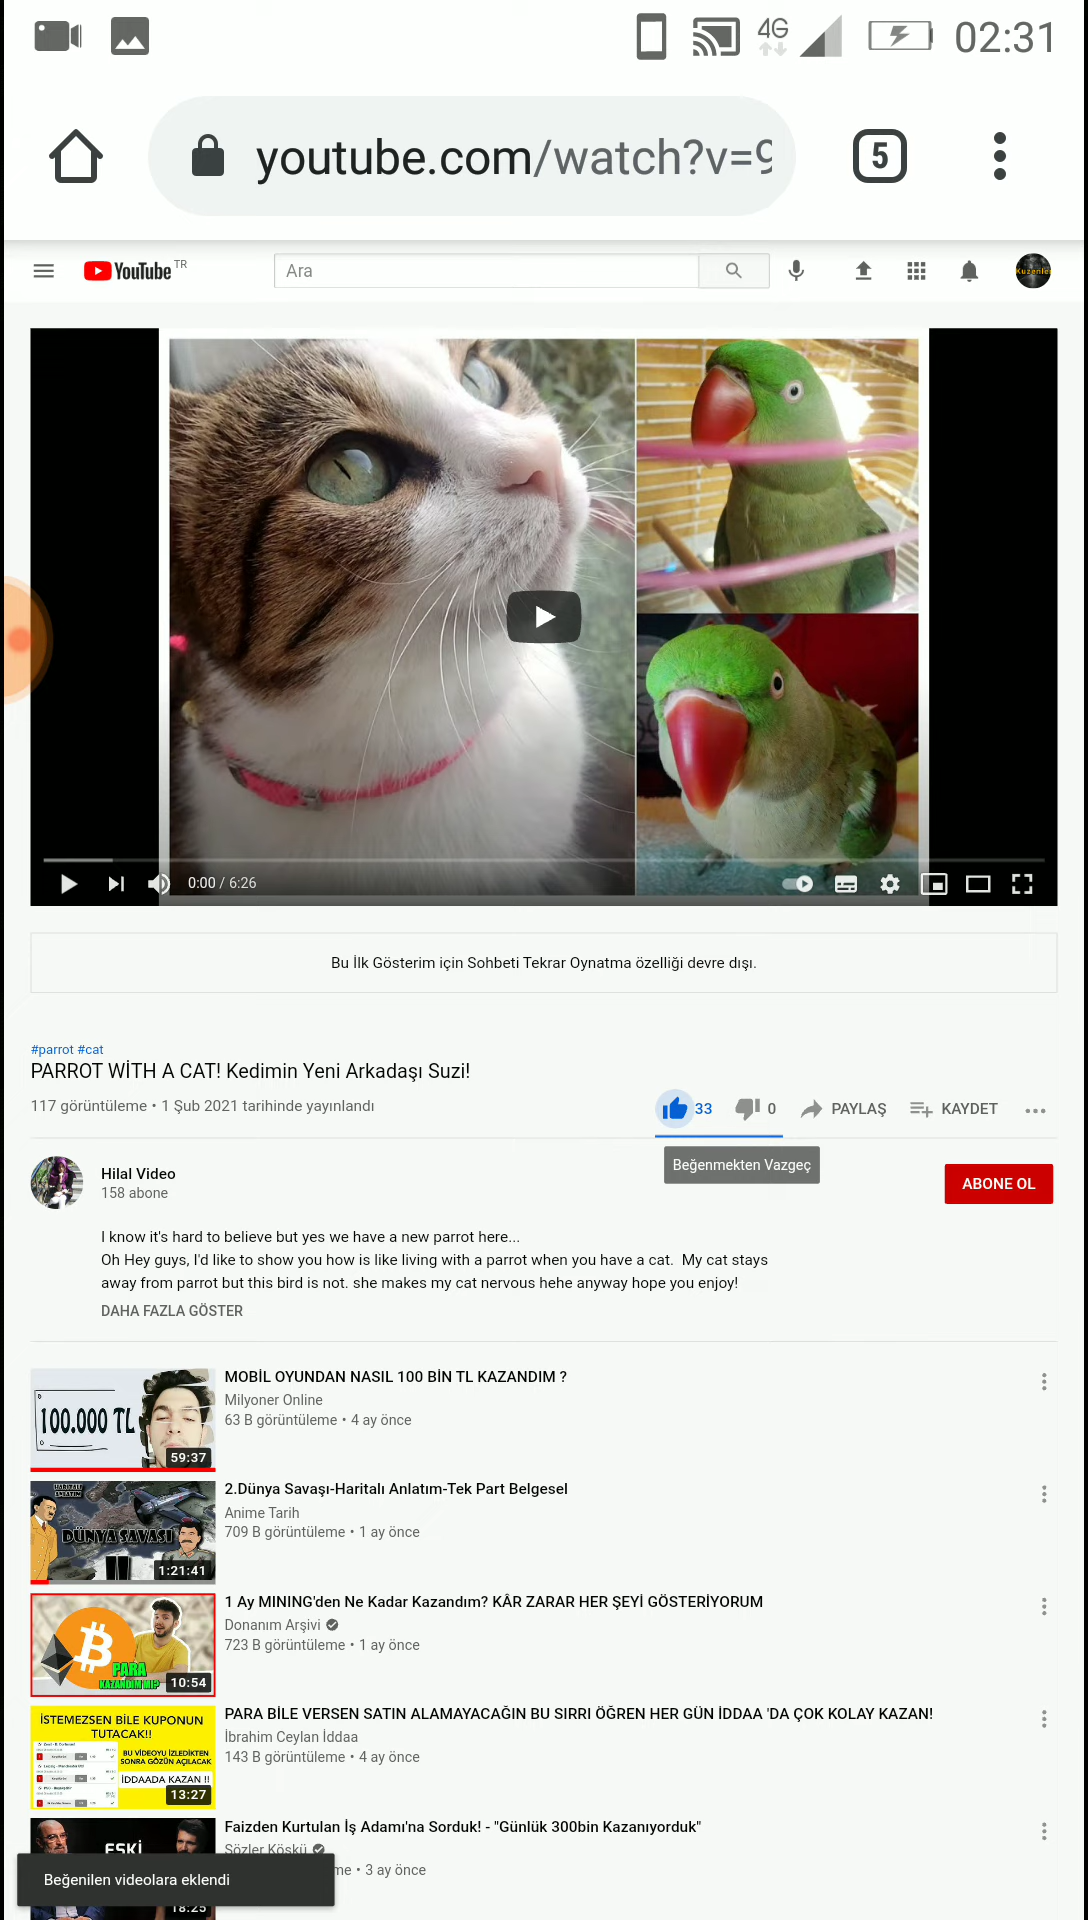 4G
02:31
youtube.com/watch?v=9
5
YouTube TR
Ara
Kuzenler
0:00 / 6:26
Bu İlk Gösterim için Sohbeti Tekrar Oynatma özelliği devre dışı.
#parrot #cat
PARROT WİTH A CAT! Kedimin Yeni Arkadaşı Suzi!
117 görüntüleme • 1 Şub 2021 tarihinde yayınlandı
33
0
PAYLAŞ
KAYDET
Beğenmekten Vazgeç
Hilal Video
158 abone
ABONE OL
I know it's hard to believe but yes we have a new parrot here...
Oh Hey guys, I'd like to show you how is like living with a parrot when you have a cat. My cat stays
away from parrot but this bird is not. she makes my cat nervous hehe anyway hope you enjoy!
DAHA FAZLA GÖSTER
100.000 TL
59:37
MOBİL OYUNDAN NASIL 100 BİN TL KAZANDIM ?
Milyoner Online
63 B görüntüleme • 4 ay önce
HARİTALI
ANLATIM
DÜNYA SAVAŞI
1:21:41
2.Dünya Savaşı-Haritalı Anlatım-Tek Part Belgesel
Anime Tarih
709 B görüntüleme • 1 ay önce
PARA
KAZANDIM MI?
10:54
1 Ay MINING'den Ne Kadar Kazandım? KÂR ZARAR HER ŞEYİ GÖSTERİYORUM
Donanım Arşivi
723 B görüntüleme • 1 ay önce
İSTEMEZSEN BİLE KUPONUN
TUTACAK!!
BU VİDEOYU İZLEDİKTEN
SONRA GÖZÜN AÇILACAK
İDDAADA KAZAN !!
13:27
PARA BİLE VERSEN SATIN ALAMAYACAĞIN BU SIRRI ÖĞREN HER GÜN İDDAA 'DA ÇOK KOLAY KAZAN!
İbrahim Ceylan İddaa
143 B görüntüleme • 4 ay önce
ESKİ
18:25
Faizden Kurtulan İş Adamı'na Sorduk! - "Günlük 300bin Kazanıyorduk"
Sözler Köşkü
me • 3 ay önce
Beğenilen videolara eklendi